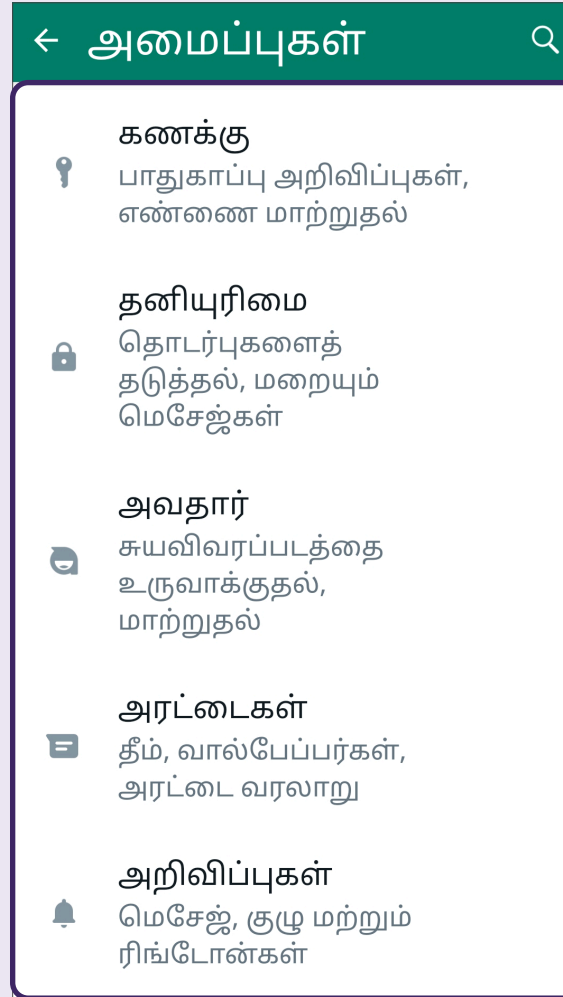 அமைப்புகள்
கணக்கு
பாதுகாப்பு அறிவிப்புகள்,
எண்ணை மாற்றுதல்
தனியுரிமை
தொடர்புகளைத்
தடுத்தல், மறையும்
மெசேஜ்கள்
அவதார்
சுயவிவரப்படத்தை
உருவாக்குதல்,
மாற்றுதல்
அரட்டைகள்
தீம், வால்பேப்பர்கள்,
அரட்டை வரலாறு
அறிவிப்புகள்
மெசேஜ், குழு மற்றும்
ரிங்டோன்கள்